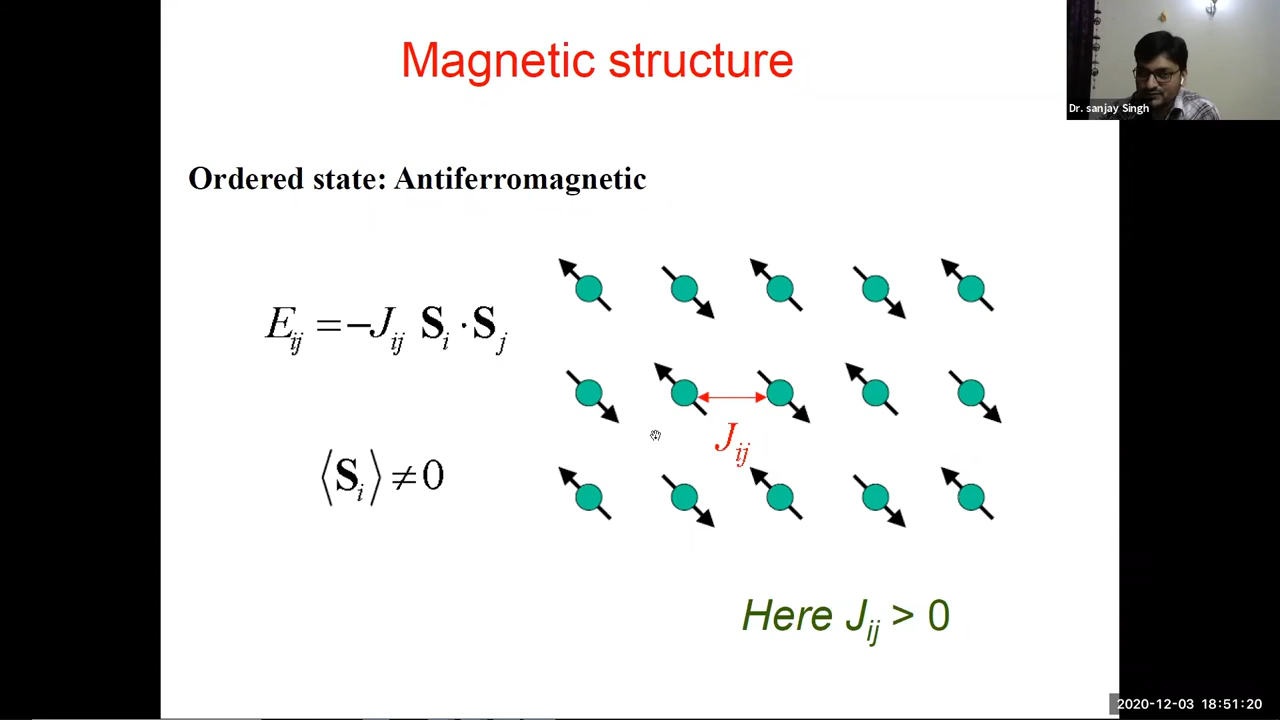 Magnetic structure
Dr. sanjay Singh
Ordered state: Antiferromagnetic
E_ij = −J_ij S_i · S_j
J_ij
⟨S_i⟩ ≠ 0
Here J_ij > 0
2020-12-03 18:51:20